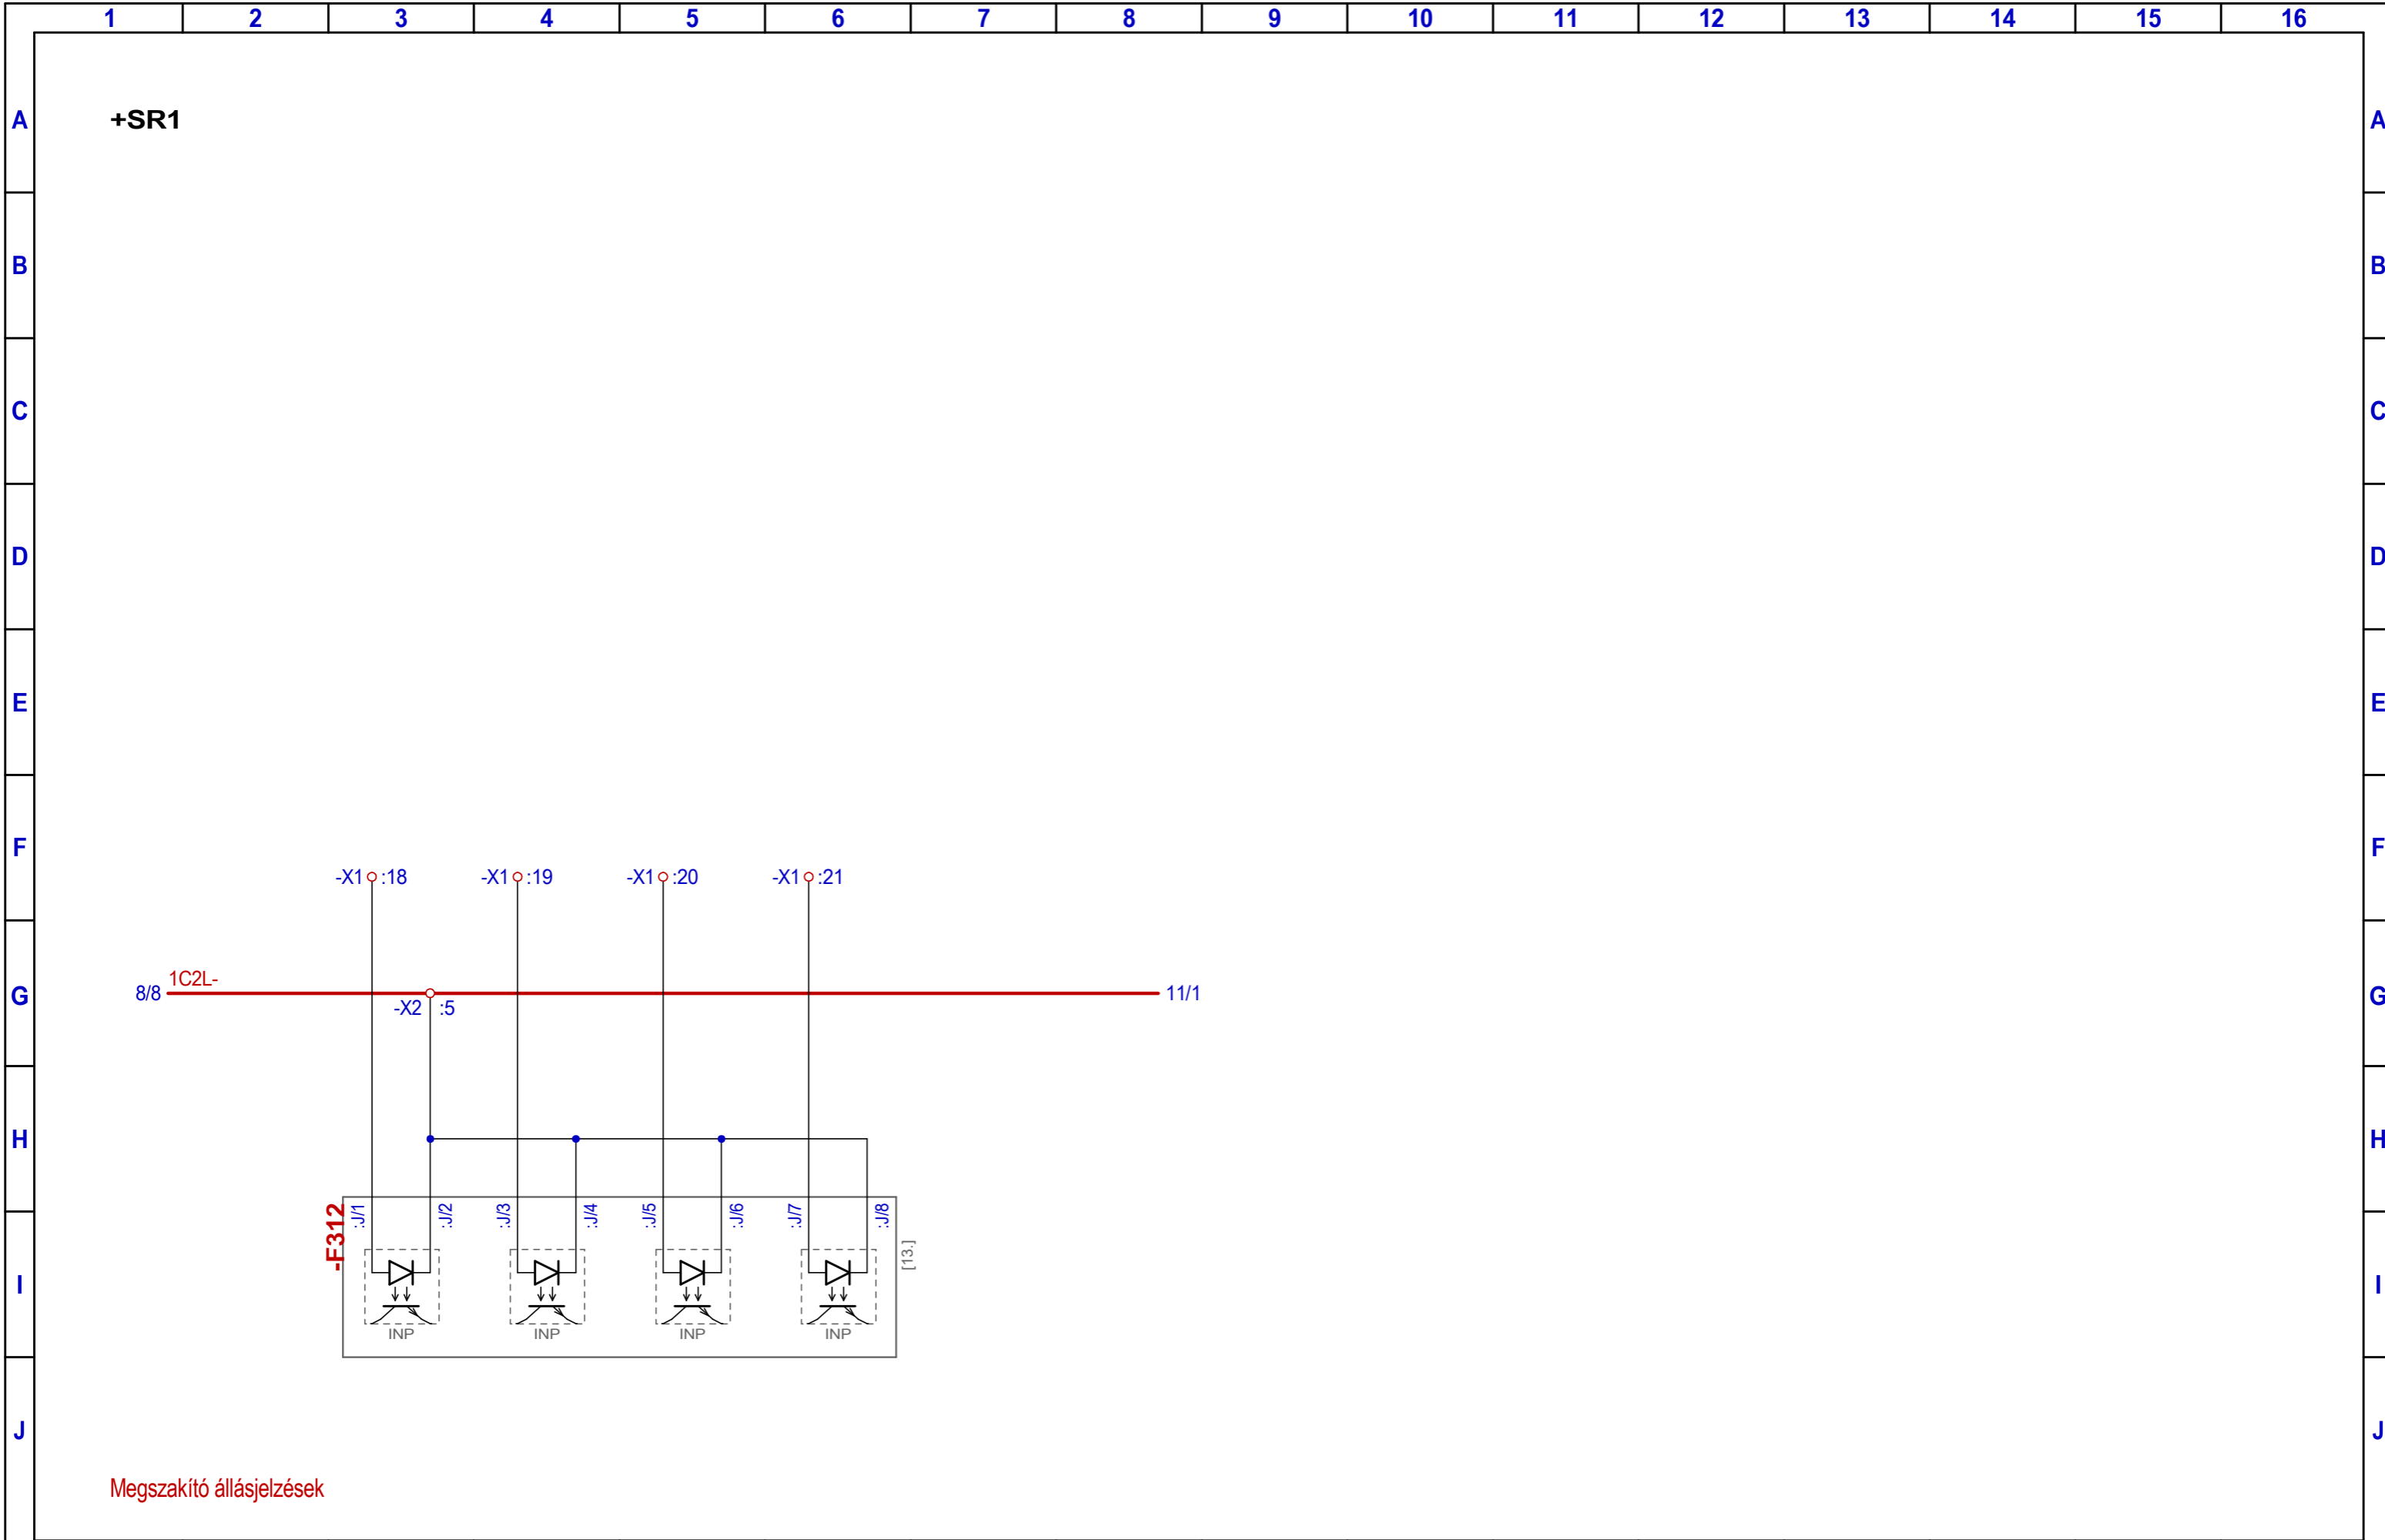 1 2 3 4 5 6 7 8 9 10 11 12 13 14 15 16
A +SR1 A
B B
C C
D D
E E
F F
-X1 :18 -X1 :19 -X1 :20 -X1 :21
1C2L-
G 8/8 11/1 G
-X2 :5
H H
-F312 :J/1 :J/2 :J/3 :J/4 :J/5 :J/6 :J/7 :J/8
[13.]
I I
INP INP INP INP
J J
Megszakító állásjelzések